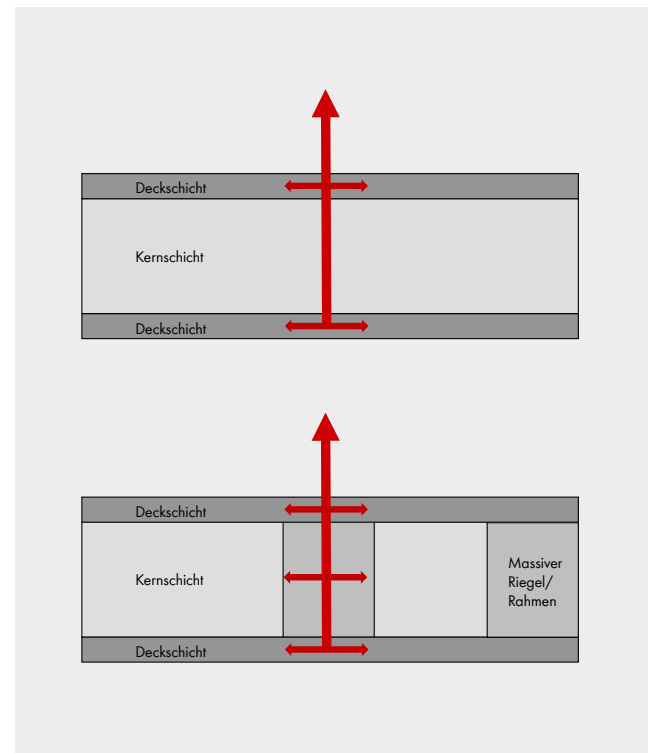 Deckschicht
Kernschicht
Deckschicht
Deckschicht
Kernschicht
Massiver
Riegel/
Rahmen
Deckschicht